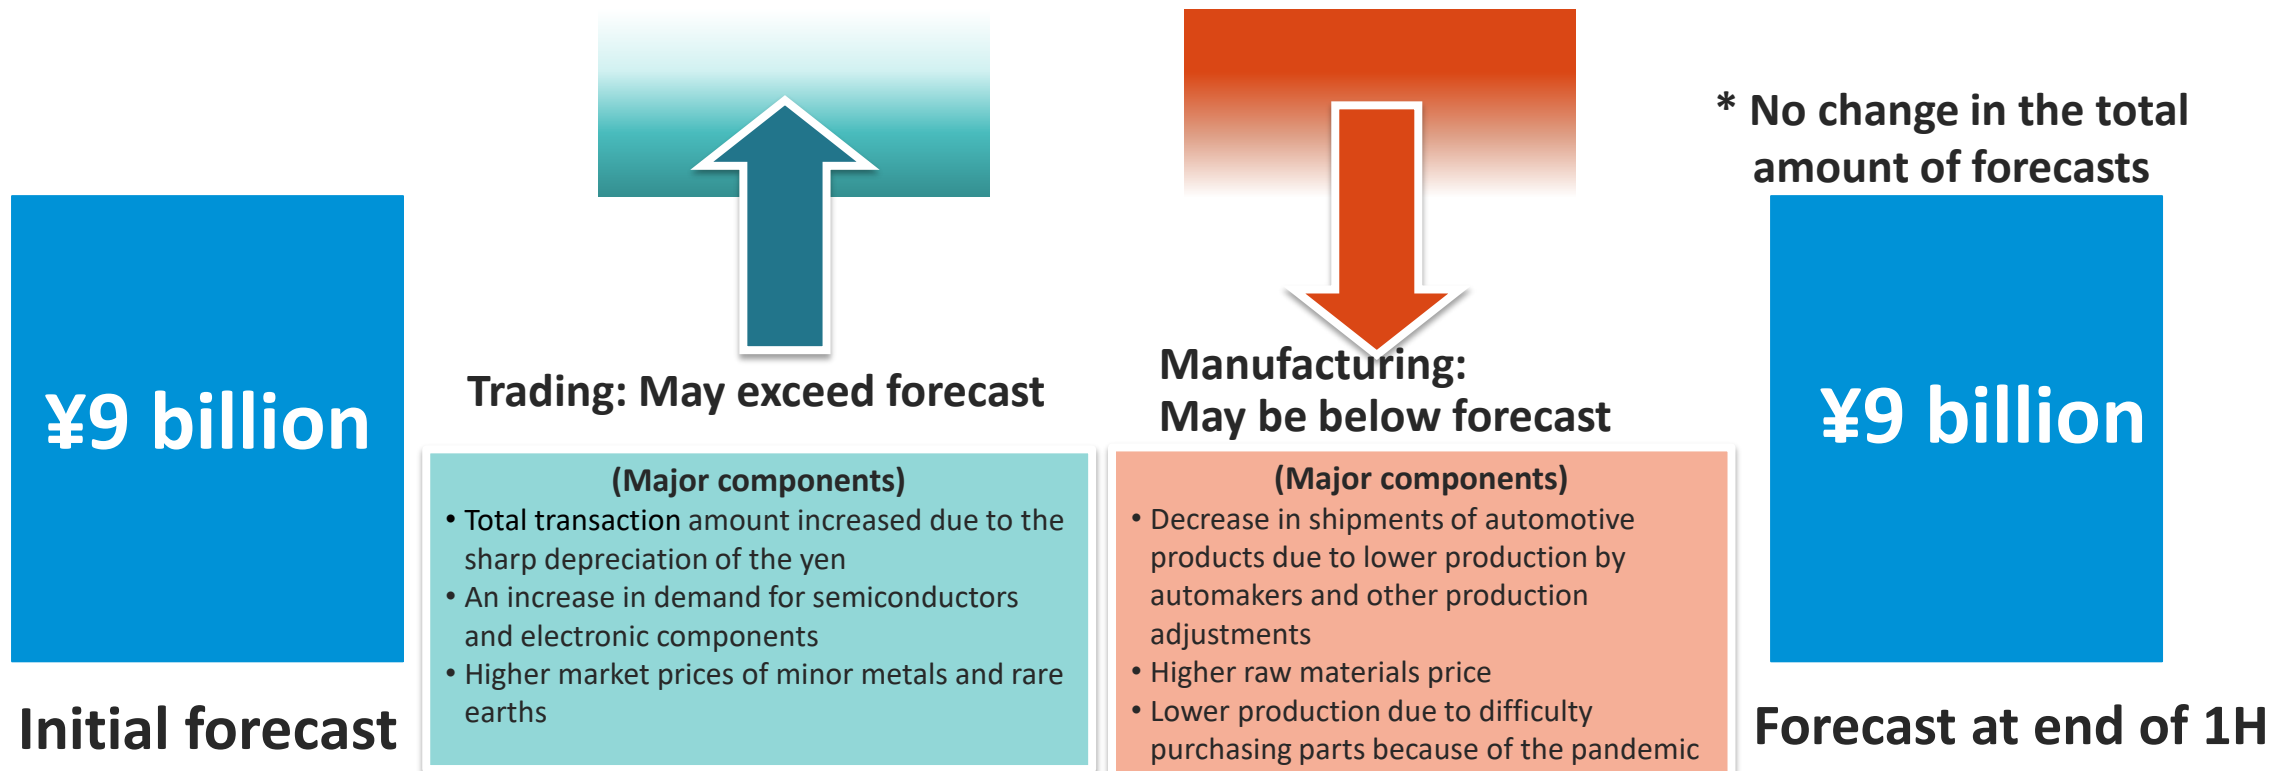 ¥9 billion
Initial forecast
Trading: May exceed forecast
(Major components)
• Total transaction amount increased due to the
sharp depreciation of the yen
• An increase in demand for semiconductors
and electronic components
• Higher market prices of minor metals and rare
earths
Manufacturing:
May be below forecast
(Major components)
• Decrease in shipments of automotive
products due to lower production by
automakers and other production
adjustments
• Higher raw materials price
• Lower production due to difficulty
purchasing parts because of the pandemic
* No change in the total
amount of forecasts
¥9 billion
Forecast at end of 1H